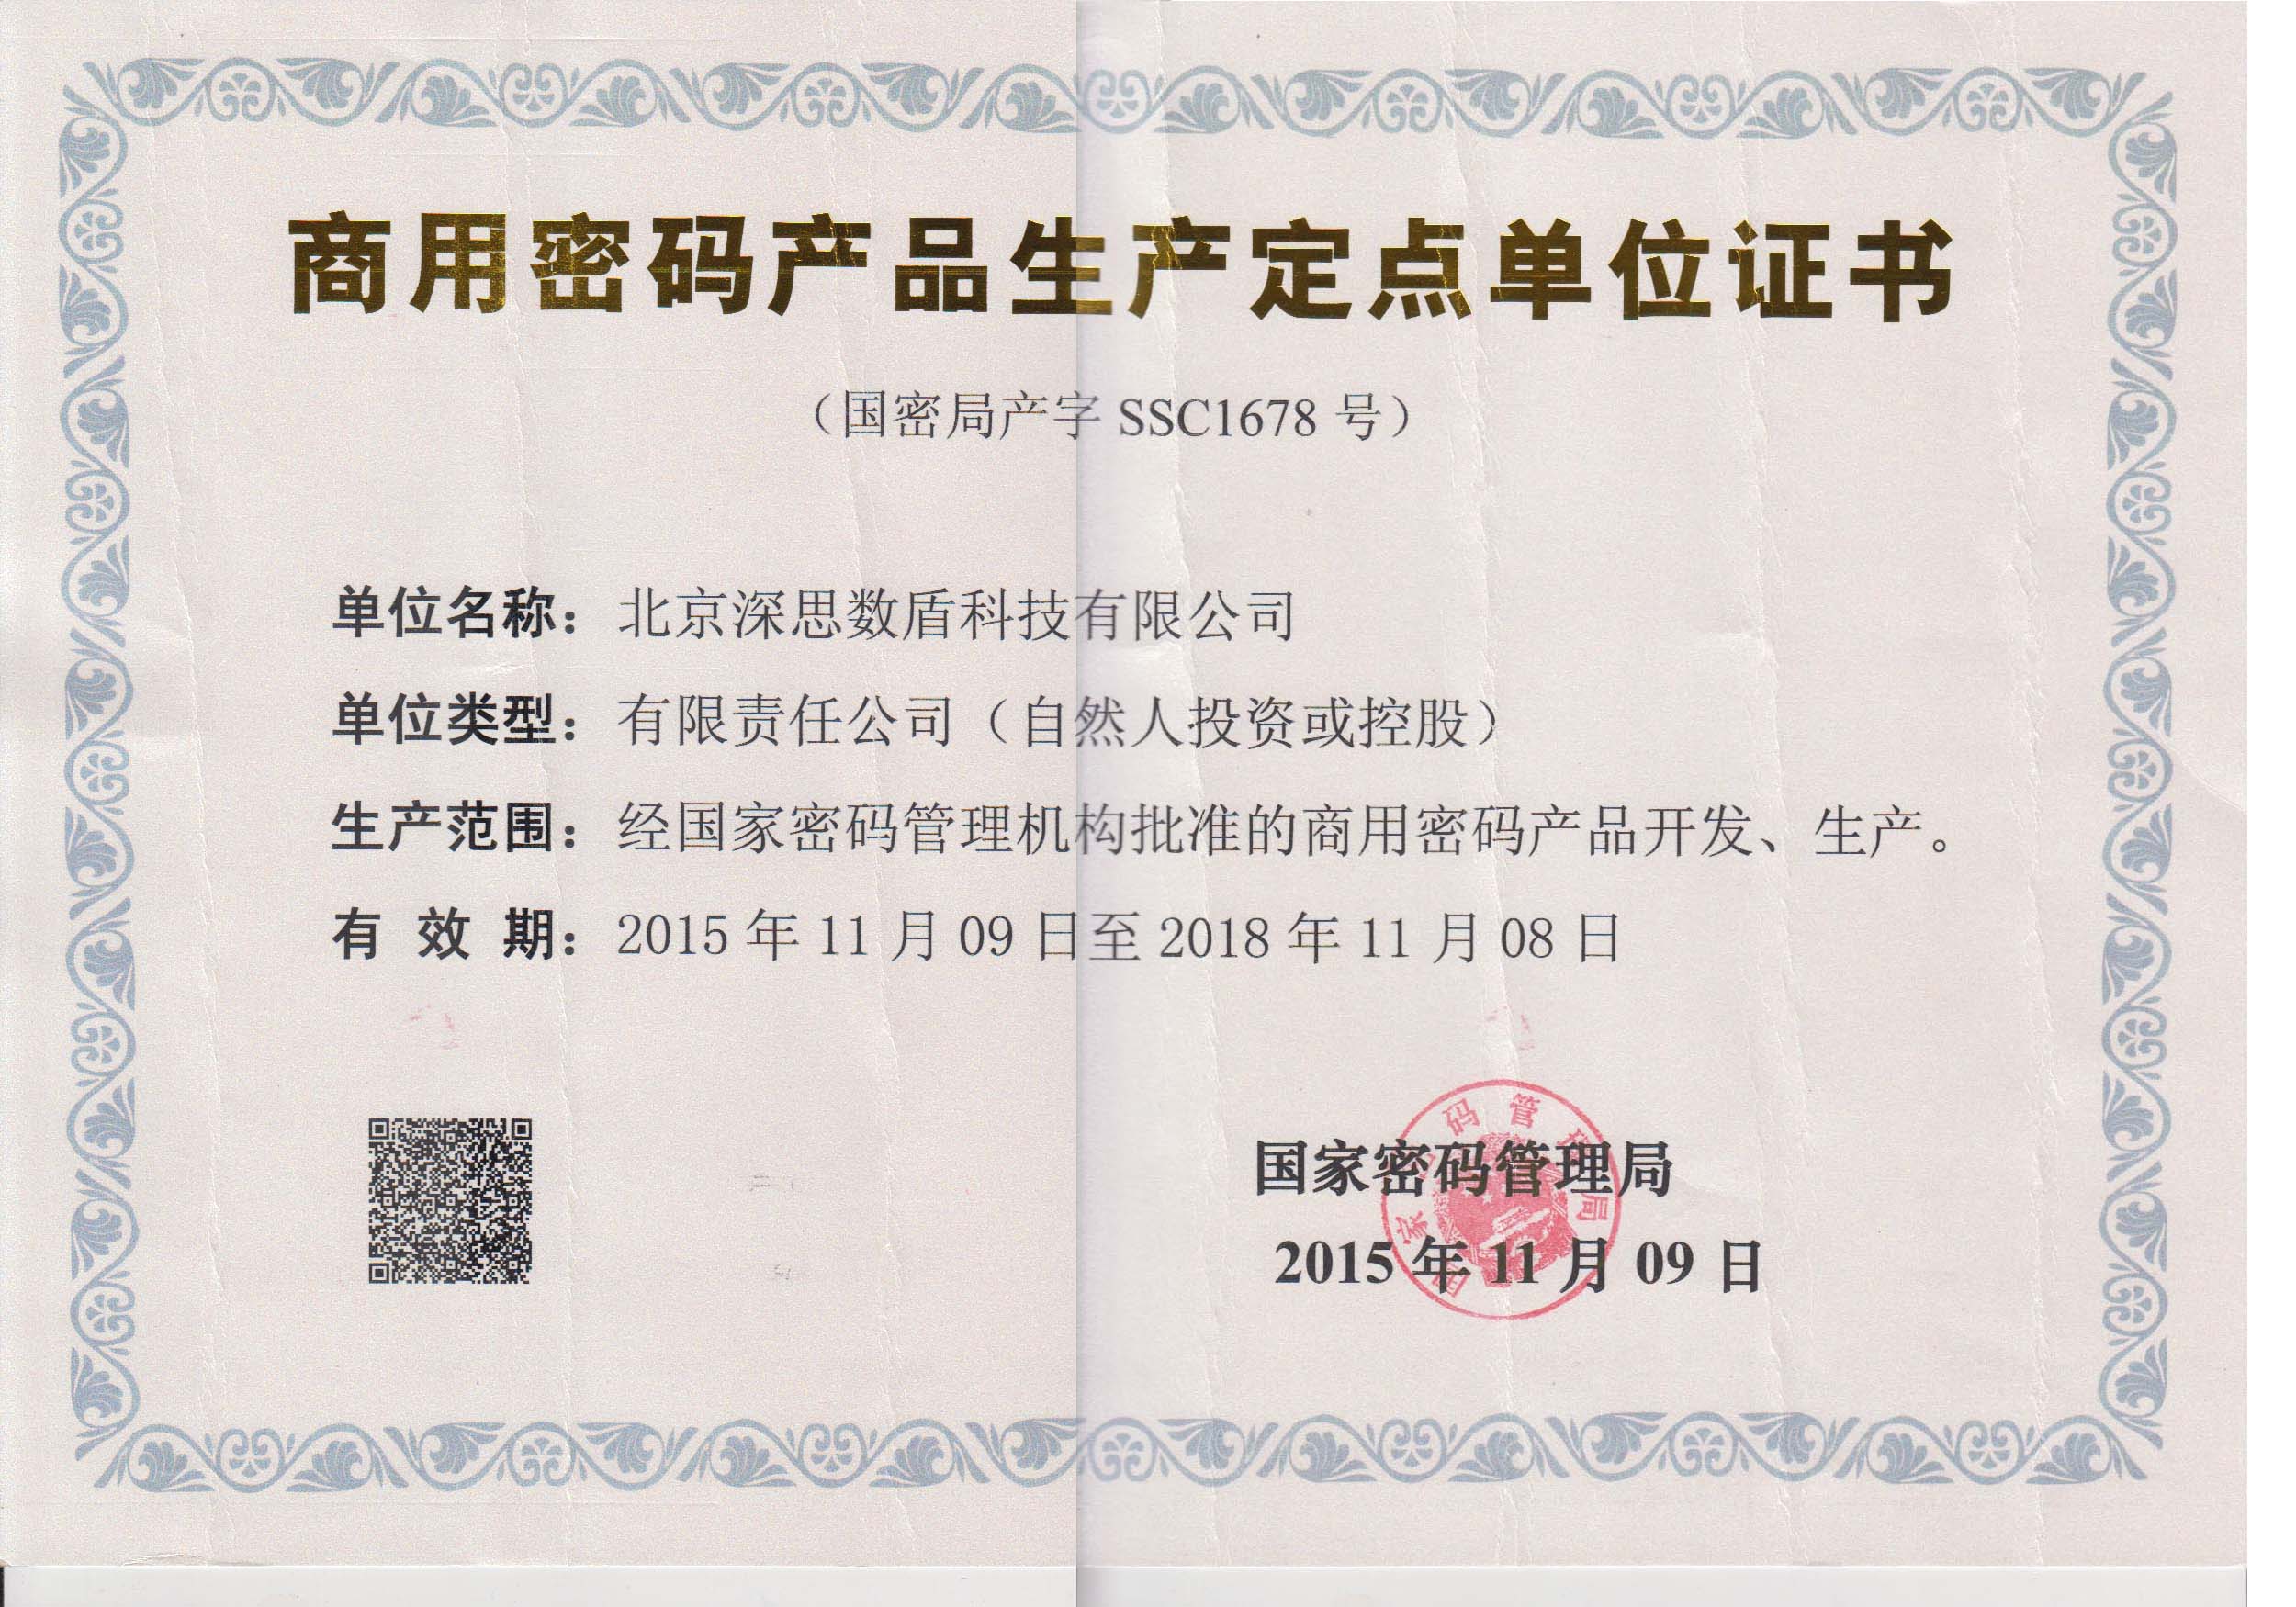 商用密码产品生产定点单位证书
（国密局产字 SSC1678 号）
单位名称：北京深思数盾科技有限公司
单位类型：有限责任公司（自然人投资或控股）
生产范围：经国家密码管理机构批准的商用密码产品开发、生产。
有 效 期：2015 年 11 月 09 日至 2018 年 11 月 08 日
国家密码管理局
国家密码管理局
2015 年 11 月 09 日